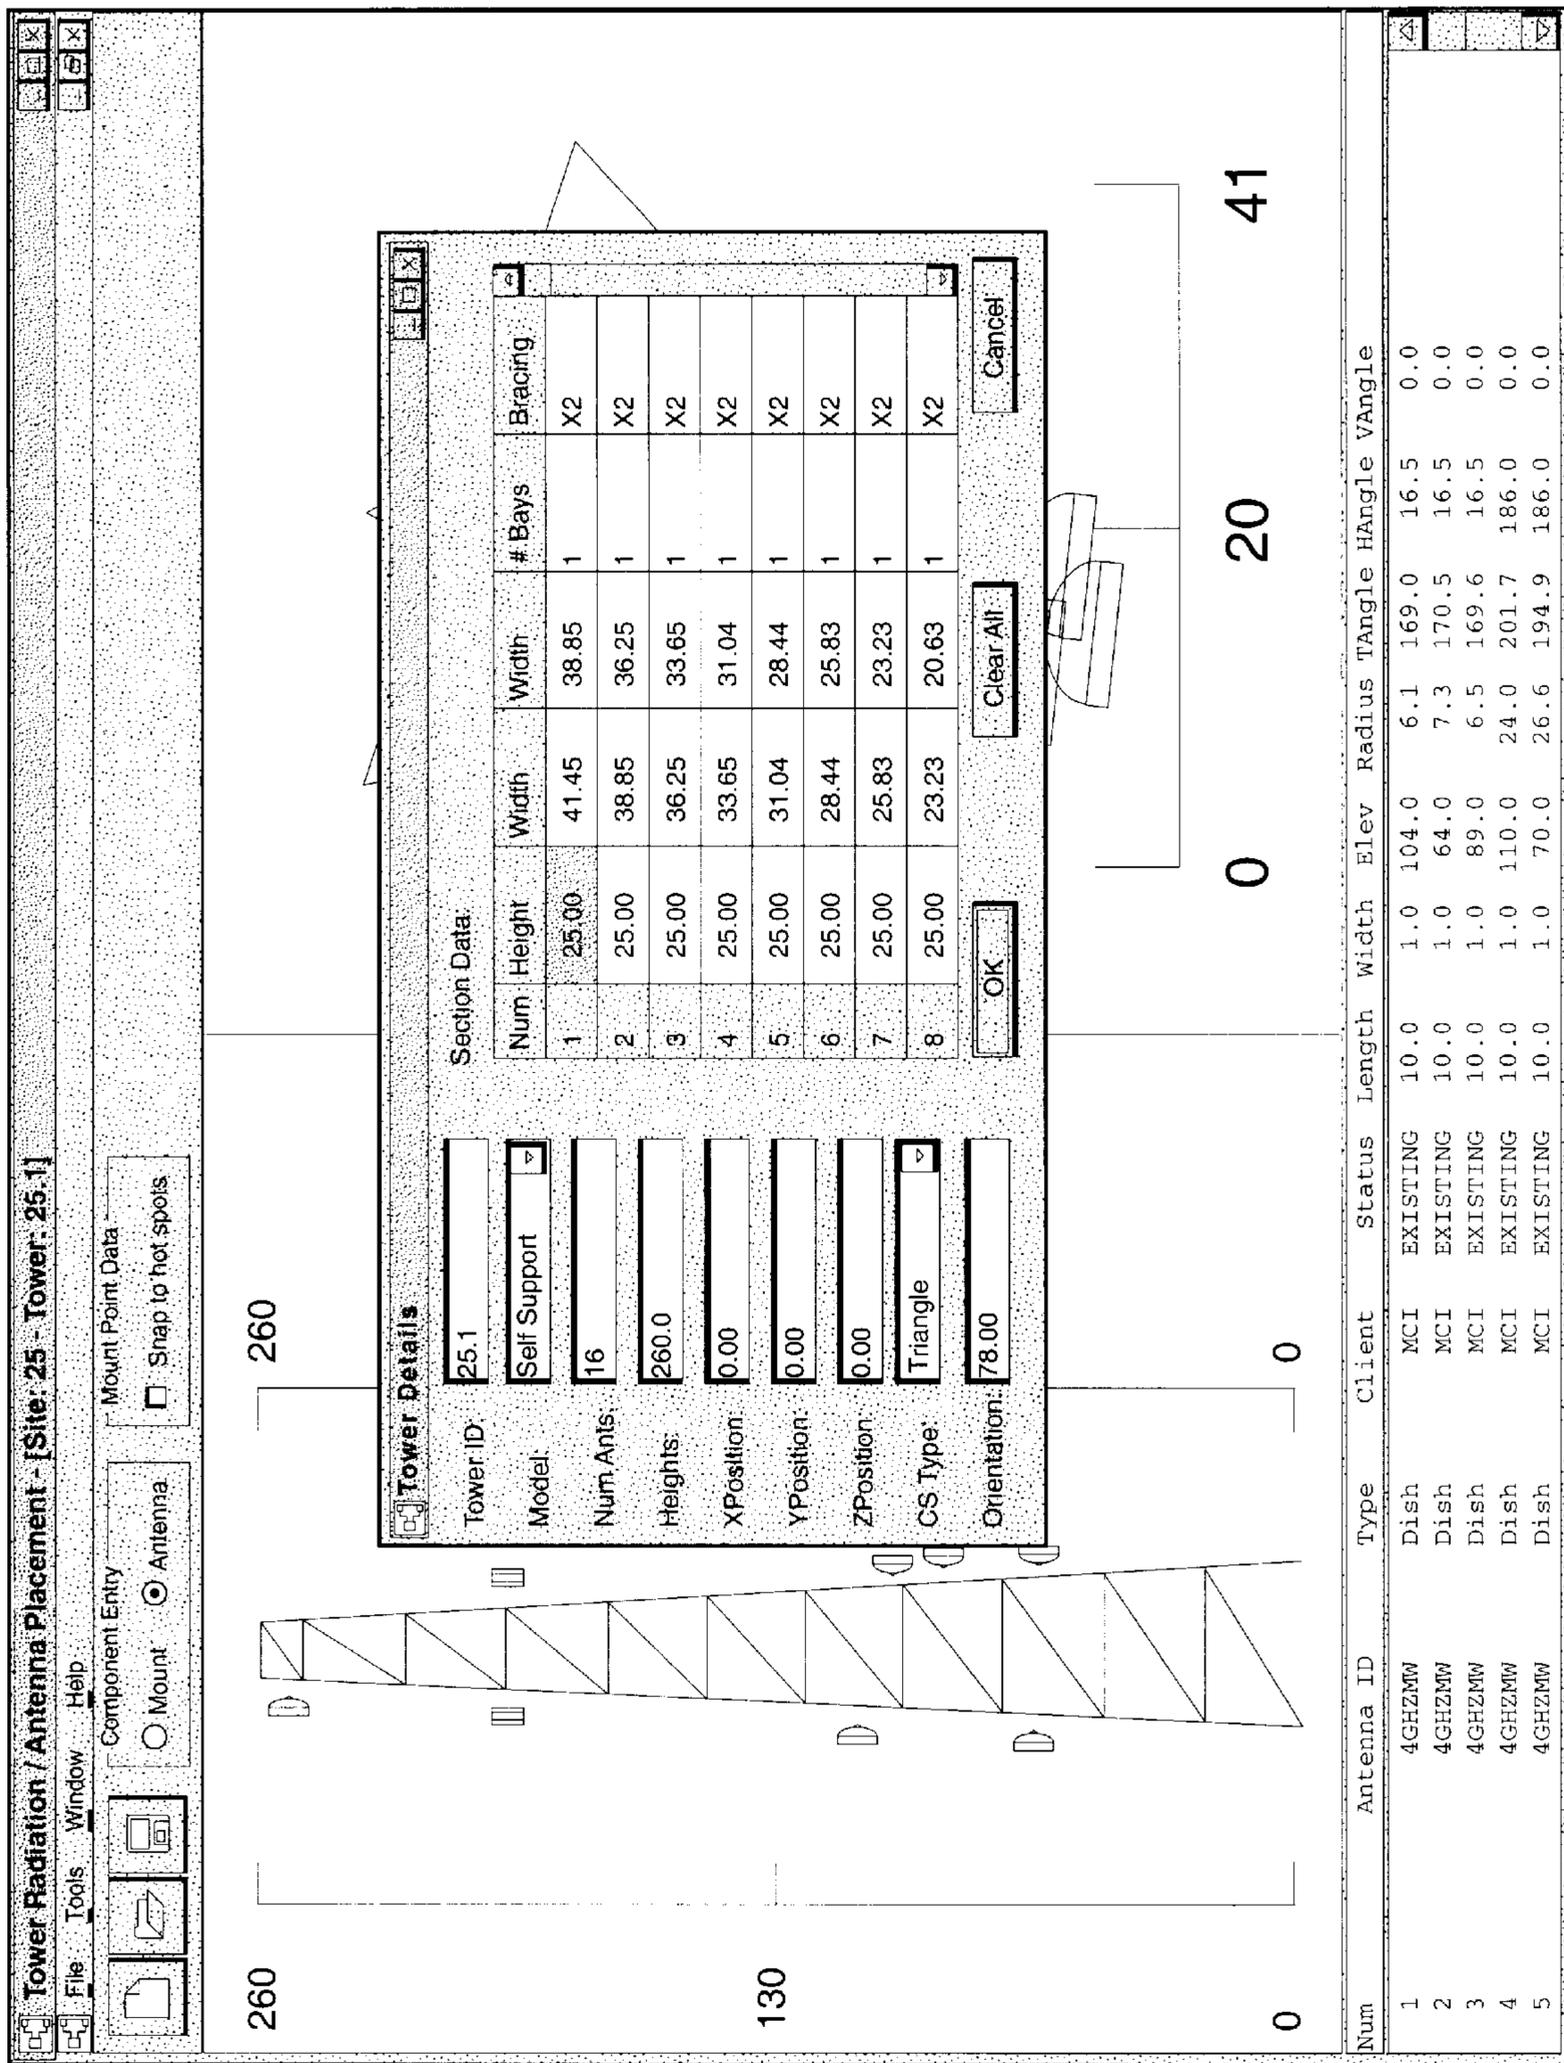 Tower Radiation / Antenna Placement - [Site: 25 - Tower: 25.1]
File Tools Window Help
Component Entry
Mount Antenna
Mount Point Data
Snap to hot spots
260
130
0
260
0
Tower Details
Tower ID: 25.1
Model: Self Support
Num Ants: 16
Heights: 260.0
XPosition: 0.00
YPosition: 0.00
ZPosition: 0.00
CS Type: Triangle
Orientation: 78.00
Section Data:
Num Height Width Width # Bays Bracing
1 25.00 41.45 38.85 1 X2
2 25.00 38.85 36.25 1 X2
3 25.00 36.25 33.65 1 X2
4 25.00 33.65 31.04 1 X2
5 25.00 31.04 28.44 1 X2
6 25.00 28.44 25.83 1 X2
7 25.00 25.83 23.23 1 X2
8 25.00 23.23 20.63 1 X2
OK Clear All Cancel
0 20 41
Num Antenna ID Type Client Status Length Width Elev Radius TAngle HAngle VAngle
1 4GHZMW Dish MCI EXISTING 10.0 1.0 104.0 6.1 169.0 16.5 0.0
2 4GHZMW Dish MCI EXISTING 10.0 1.0 64.0 7.3 170.5 16.5 0.0
3 4GHZMW Dish MCI EXISTING 10.0 1.0 89.0 6.5 169.6 16.5 0.0
4 4GHZMW Dish MCI EXISTING 10.0 1.0 110.0 24.0 201.7 186.0 0.0
5 4GHZMW Dish MCI EXISTING 10.0 1.0 70.0 26.6 194.9 186.0 0.0